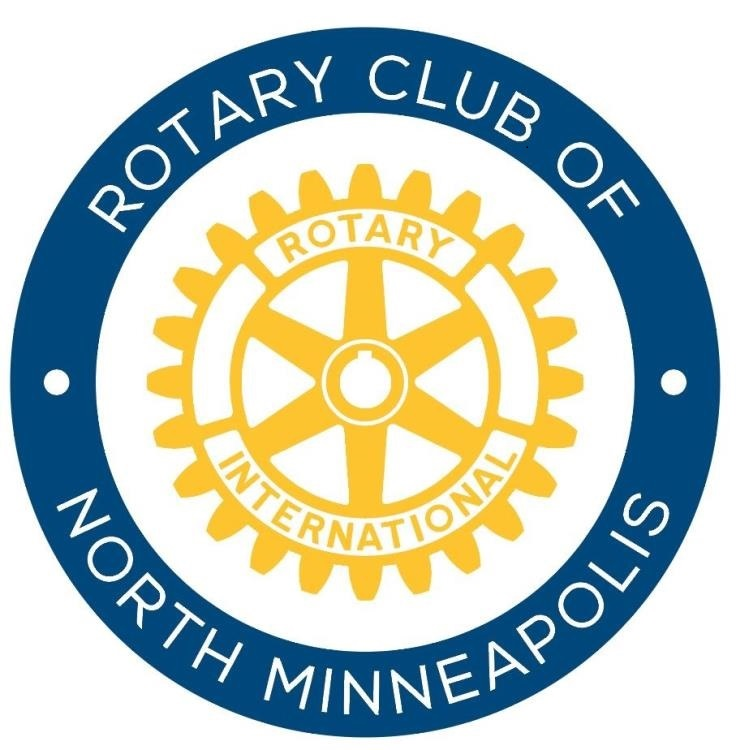 ROTARY CLUB OF
ROTARY
INTERNATIONAL
NORTH MINNEAPOLIS